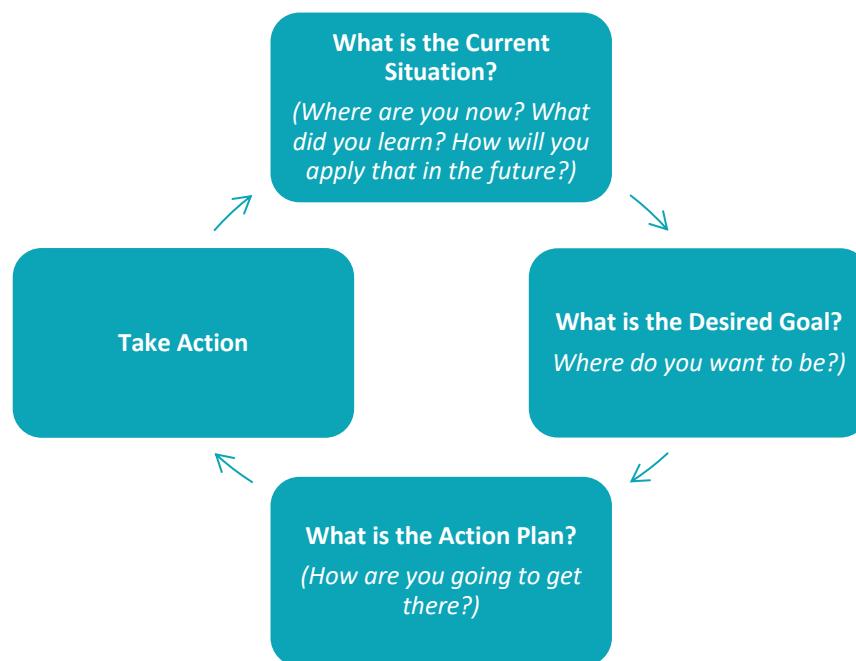 What is the Current
Situation?
(Where are you now? What
did you learn? How will you
apply that in the future?)
What is the Desired Goal?
Where do you want to be?)
What is the Action Plan?
(How are you going to get
there?)
Take Action